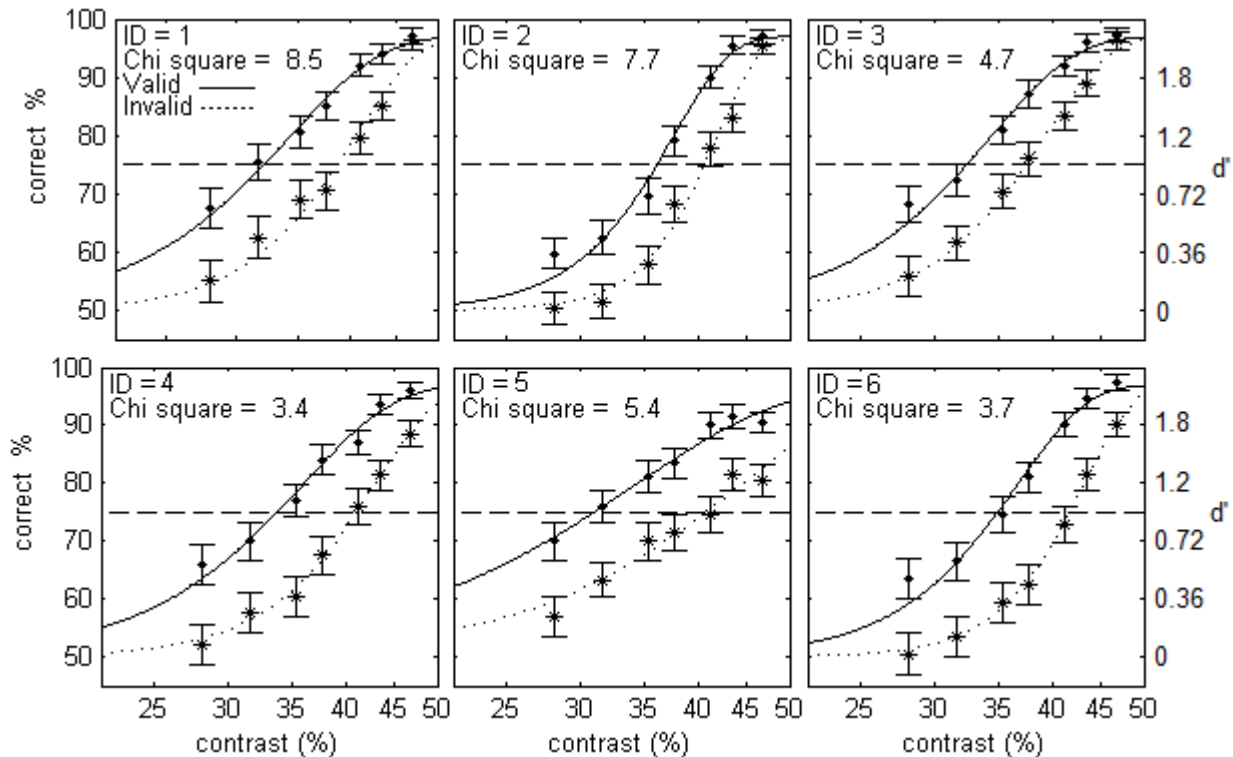 ID = 1
Chi square = 8.5
Valid
Invalid
ID = 2
Chi square = 7.7
ID = 3
Chi square = 4.7
100
90
80
70
60
50
correct %
1.8
1.2
0.72
0.36
0
d'
ID = 4
Chi square = 3.4
ID = 5
Chi square = 5.4
ID = 6
Chi square = 3.7
100
90
80
70
60
50
correct %
1.8
1.2
0.72
0.36
0
d'
25 30 35 40 45 50
25 30 35 40 45 50
25 30 35 40 45 50
contrast (%)
contrast (%)
contrast (%)